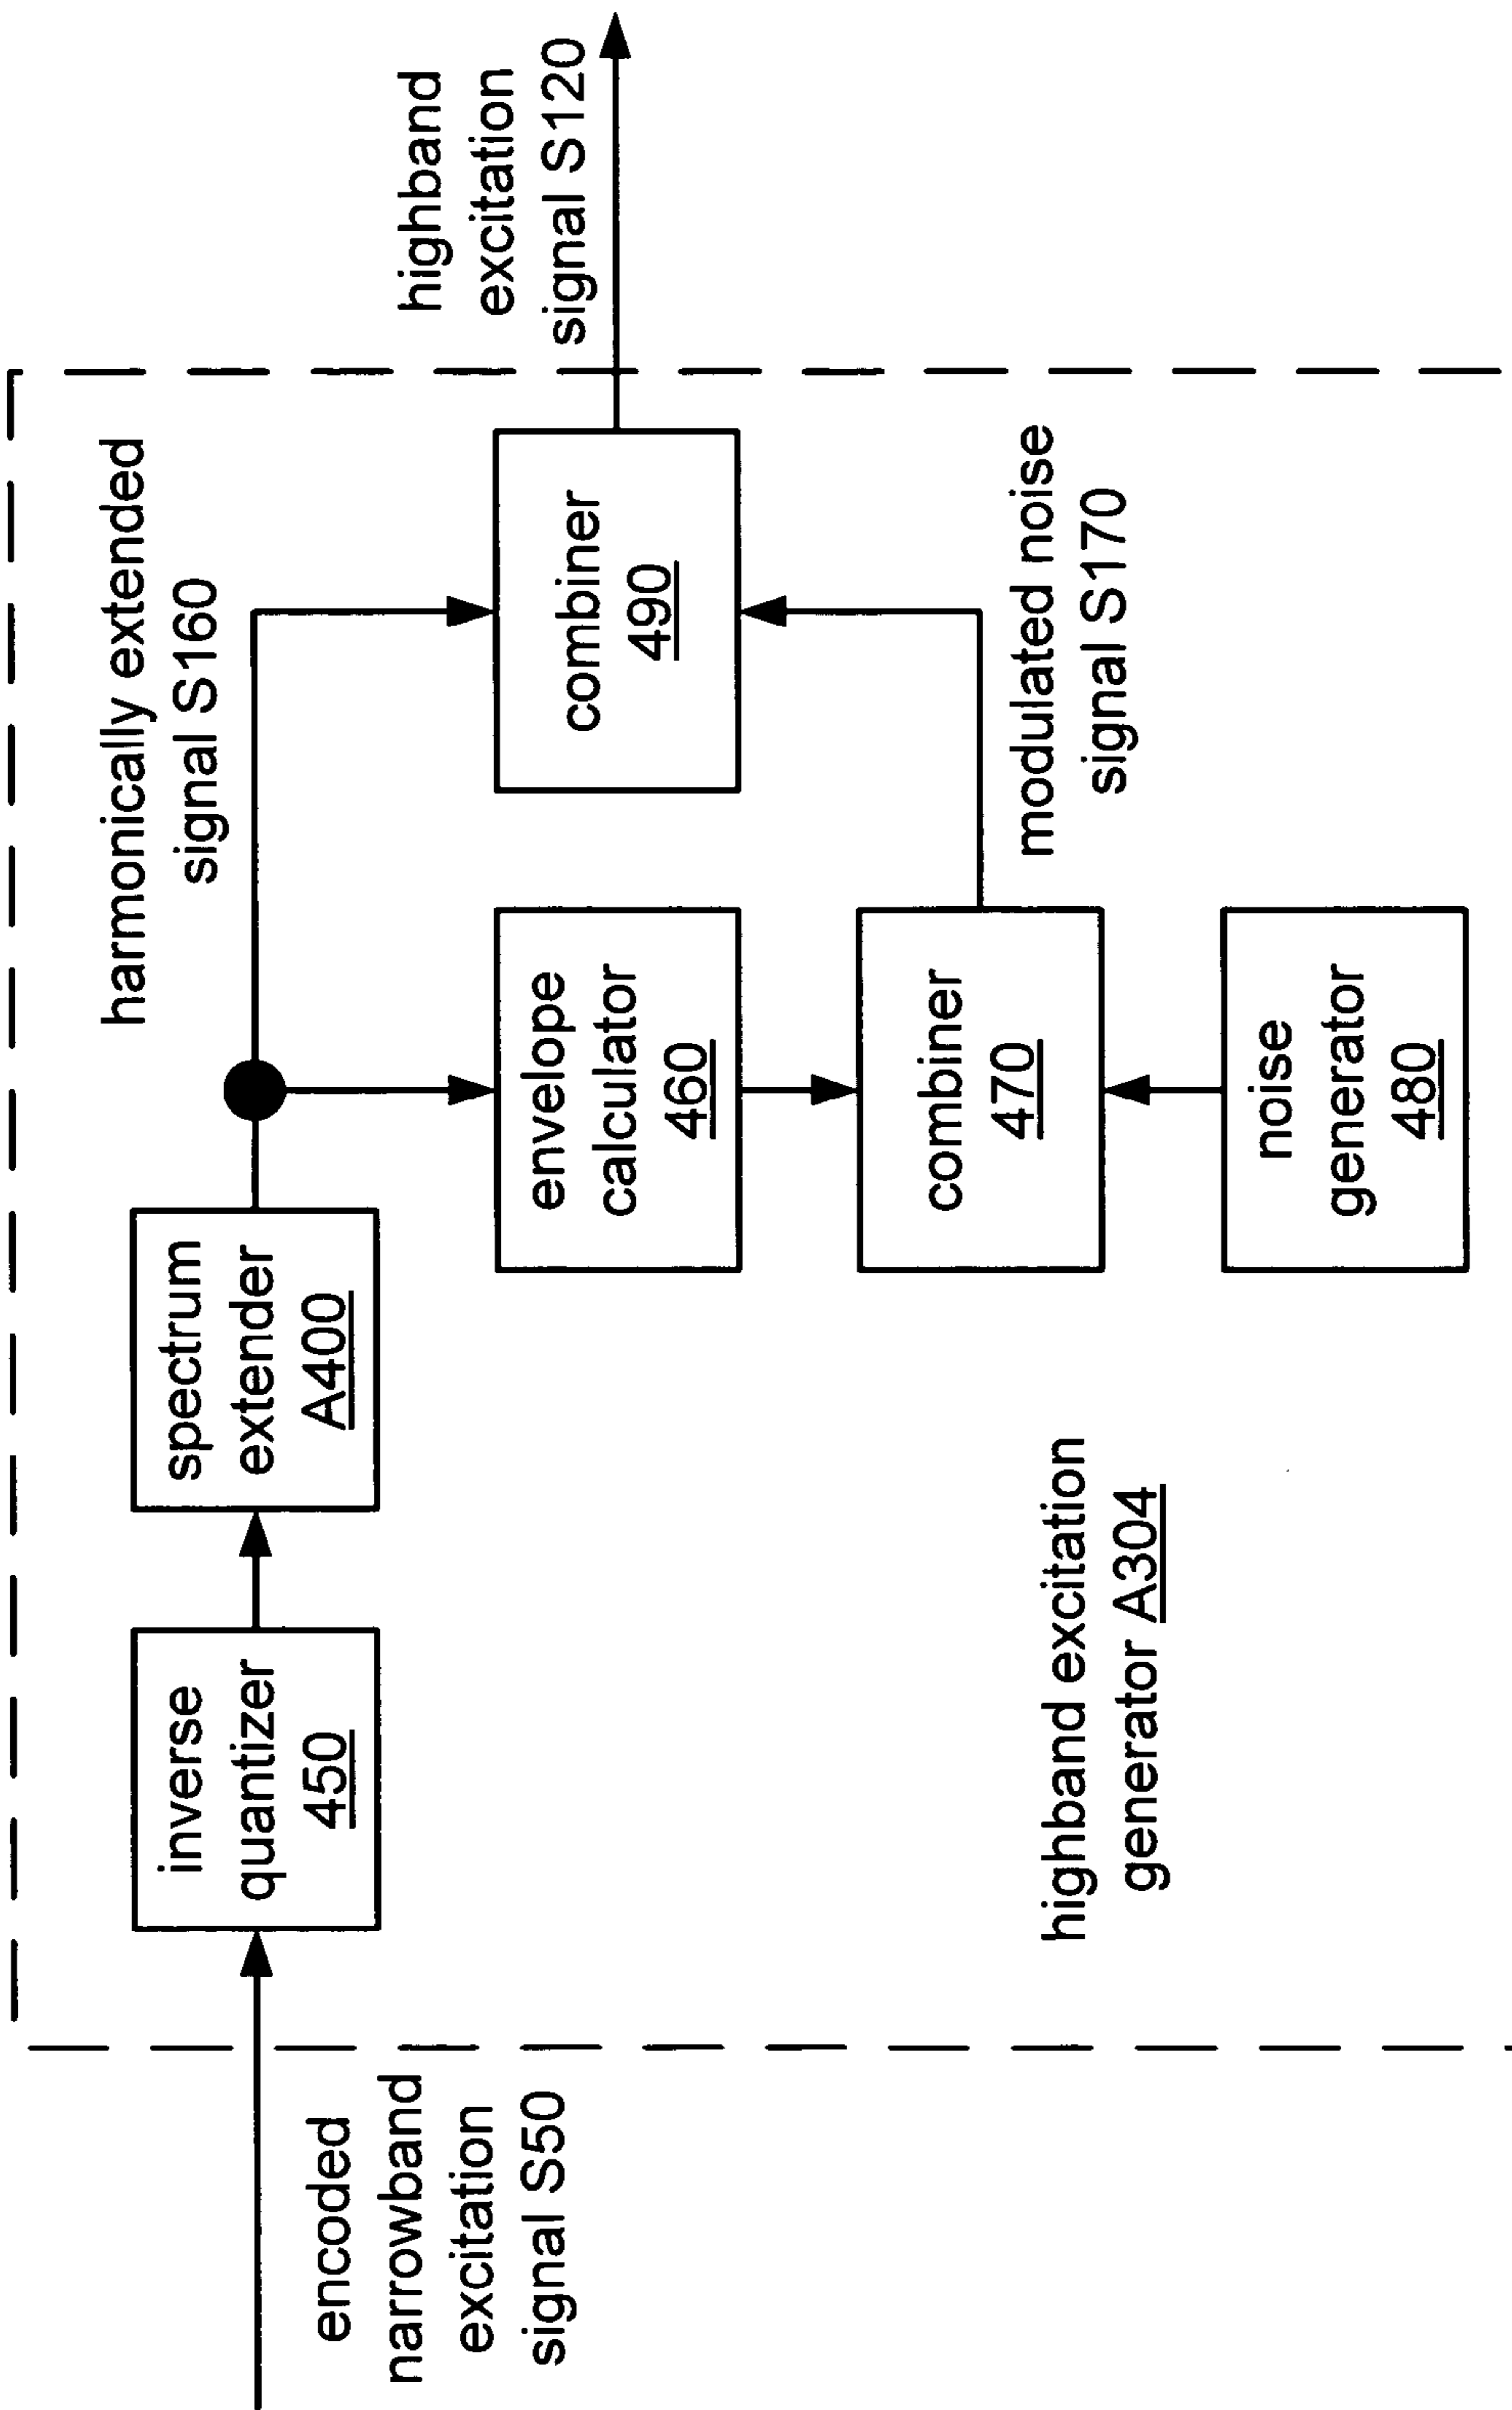 encoded
narrowband
excitation
signal S50
inverse
quantizer
450
spectrum
extender
A400
harmonically extended
signal S160
envelope
calculator
460
combiner
470
noise
generator
480
modulated noise
signal S170
combiner
490
highband
excitation
signal S120
highband excitation
generator A304